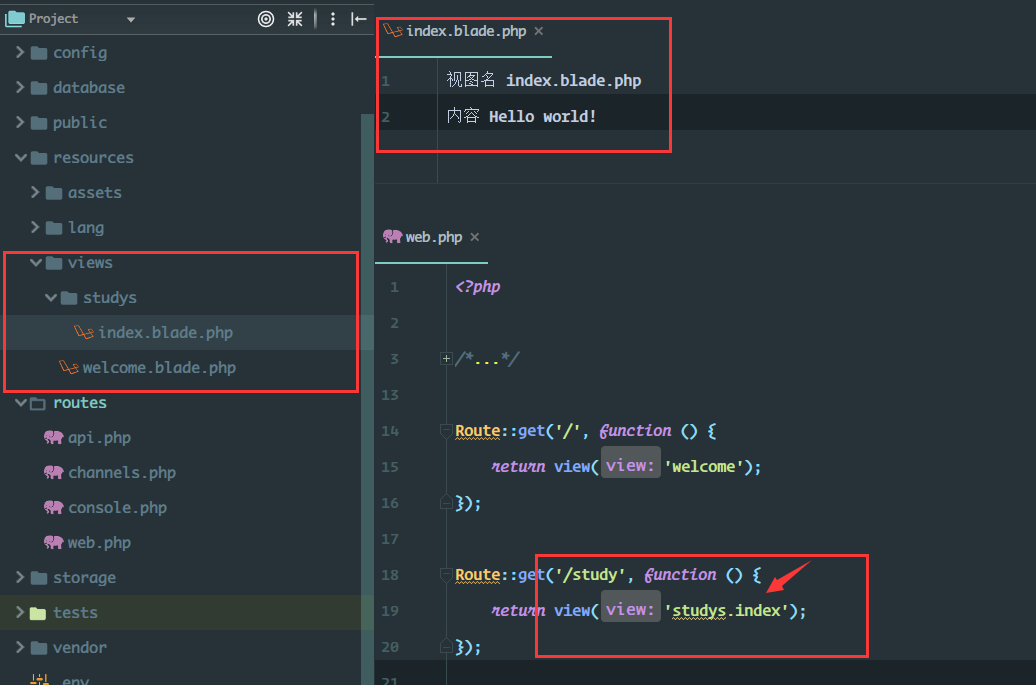 Project
config
database
public
resources
assets
lang
views
studys
index.blade.php
welcome.blade.php
routes
api.php
channels.php
console.php
web.php
storage
tests
vendor
.env
index.blade.php ×
1 视图名 index.blade.php
2 内容 Hello world!
web.php ×
1 <?php
2
3 /*...*/
13
14 Route::get('/', function () {
15 return view( view: 'welcome');
16 });
17
18 Route::get('/study', function () {
19 return view( view: 'studys.index');
20 });
21